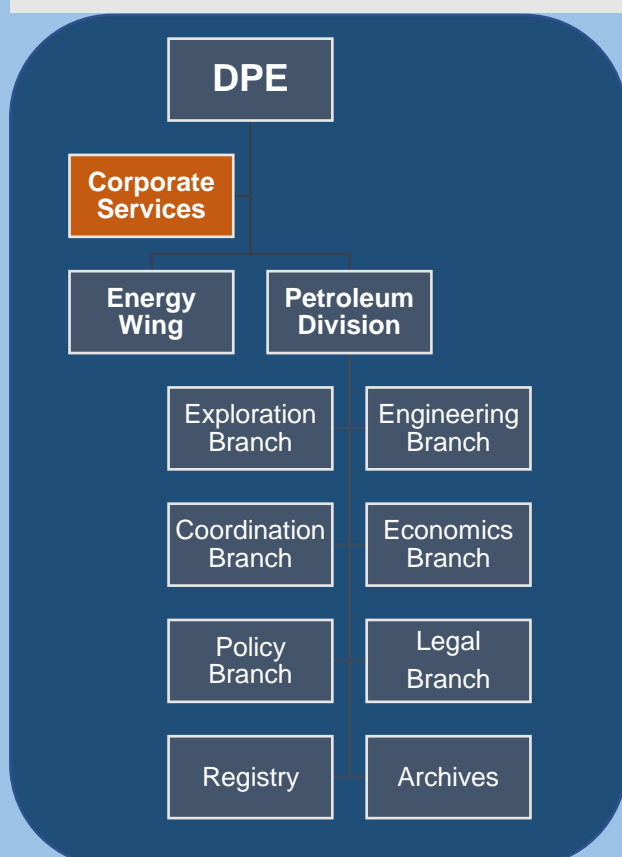 DPE
Corporate
Services
Energy
Wing
Petroleum
Division
Exploration
Branch
Engineering
Branch
Coordination
Branch
Economics
Branch
Policy
Branch
Legal
Branch
Registry
Archives